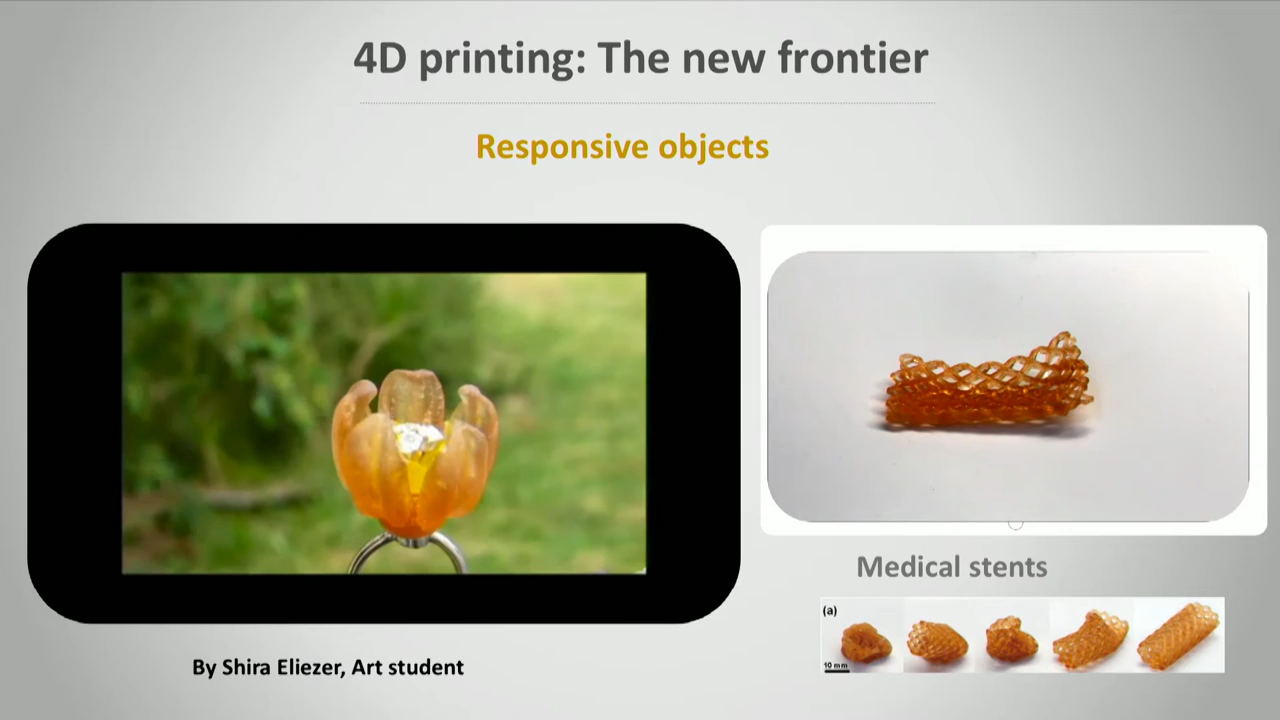 4D printing: The new frontier
Responsive objects
Medical stents
(a)
10 mm
By Shira Eliezer, Art student